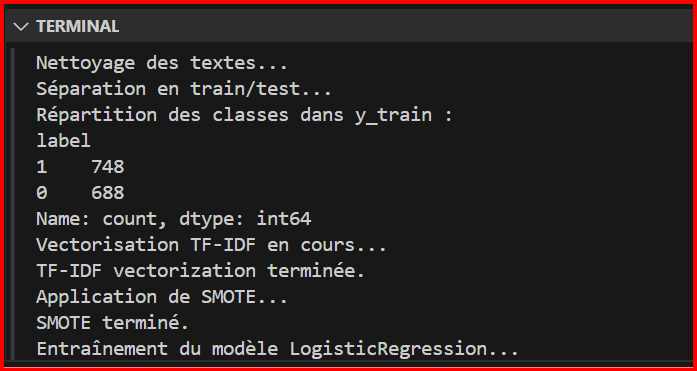 TERMINAL
Nettoyage des textes...
Séparation en train/test...
Répartition des classes dans y_train :
label
1    748
0    688
Name: count, dtype: int64
Vectorisation TF-IDF en cours...
TF-IDF vectorization terminée.
Application de SMOTE...
SMOTE terminé.
Entraînement du modèle LogisticRegression...